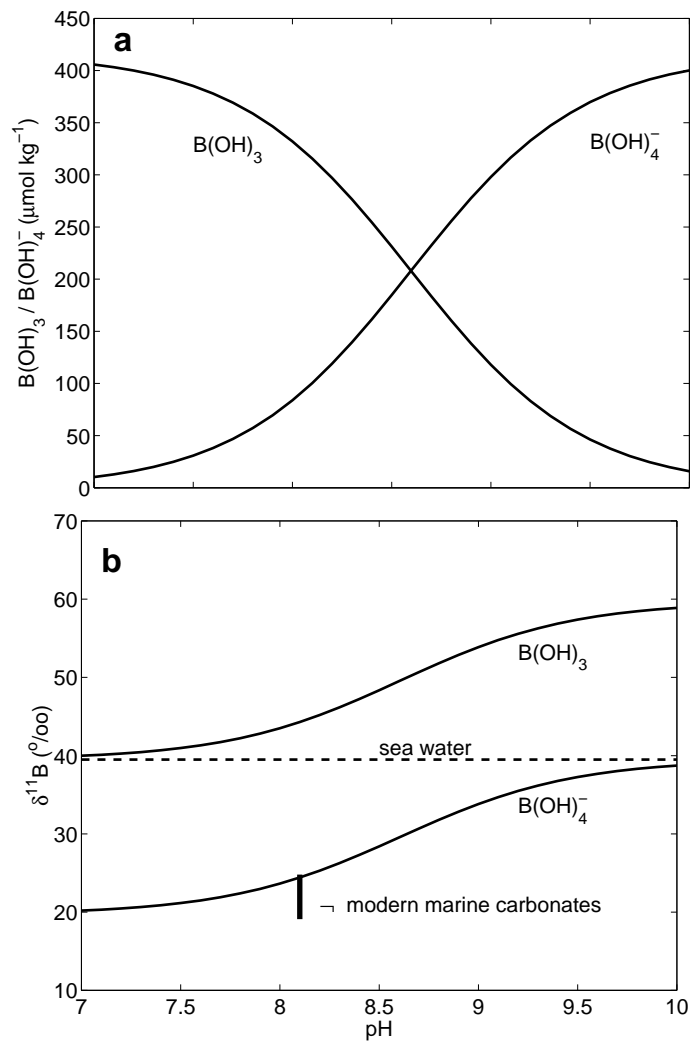 a
450
400
350
300
250
200
150
100
50
0
B(OH)₃ / B(OH)₄⁻ (μmol kg⁻¹)
B(OH)₃
B(OH)₄⁻
b
70
60
50
40
30
20
10
δ¹¹B (°/oo)
B(OH)₃
sea water
B(OH)₄⁻
¬ modern marine carbonates
7 7.5 8 8.5 9 9.5 10
pH